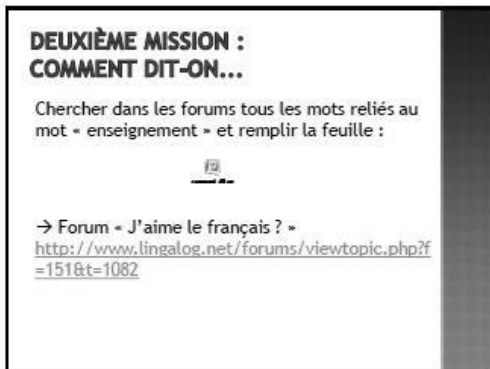 DEUXIÈME MISSION :
COMMENT DIT-ON...
Chercher dans les forums tous les mots reliés au
mot « enseignement » et remplir la feuille :
→ Forum « J'aime le français ? »
http://www.lingalog.net/forums/viewtopic.php?f
=151&t=1082